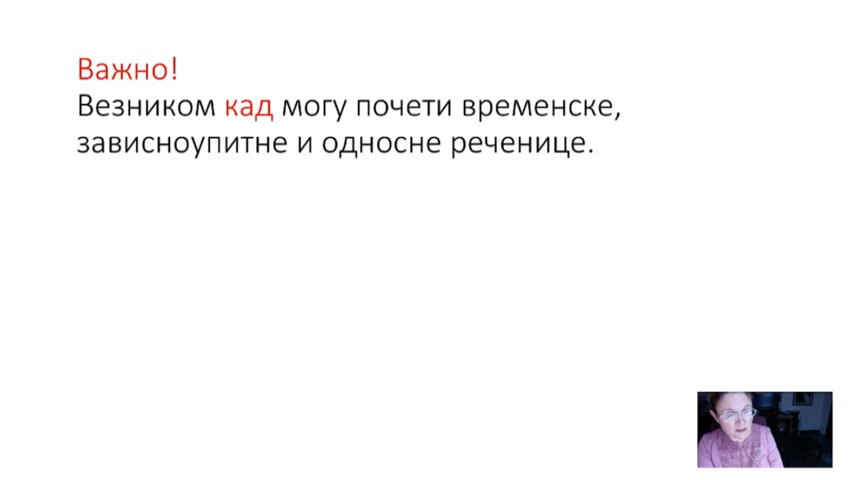 Важно!
Везником кад могу почети временске,
зависноупитне и односне реченице.